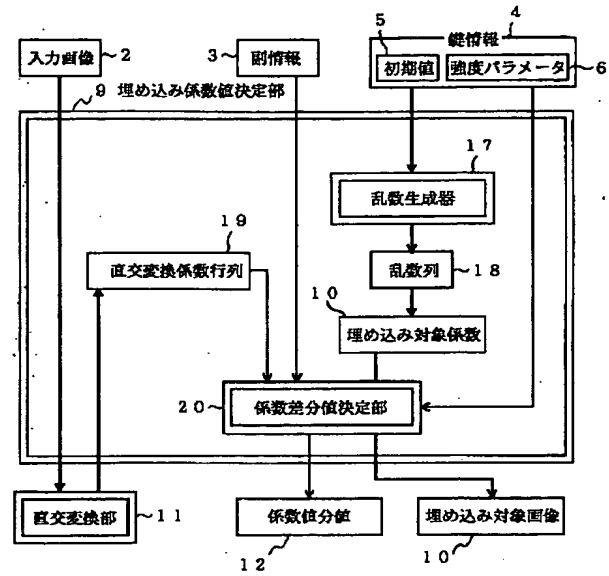 入力画像 2
3 副情報
鍵情報 4
5 初期値
強度パラメータ 6
9 埋め込み係数値決定部
17
乱数生成器
19
直交変換係数行列
乱数列 18
10
埋め込み対象係数
20 係数差分値決定部
直交変換部 11
係数値分値
12
埋め込み対象画像
10